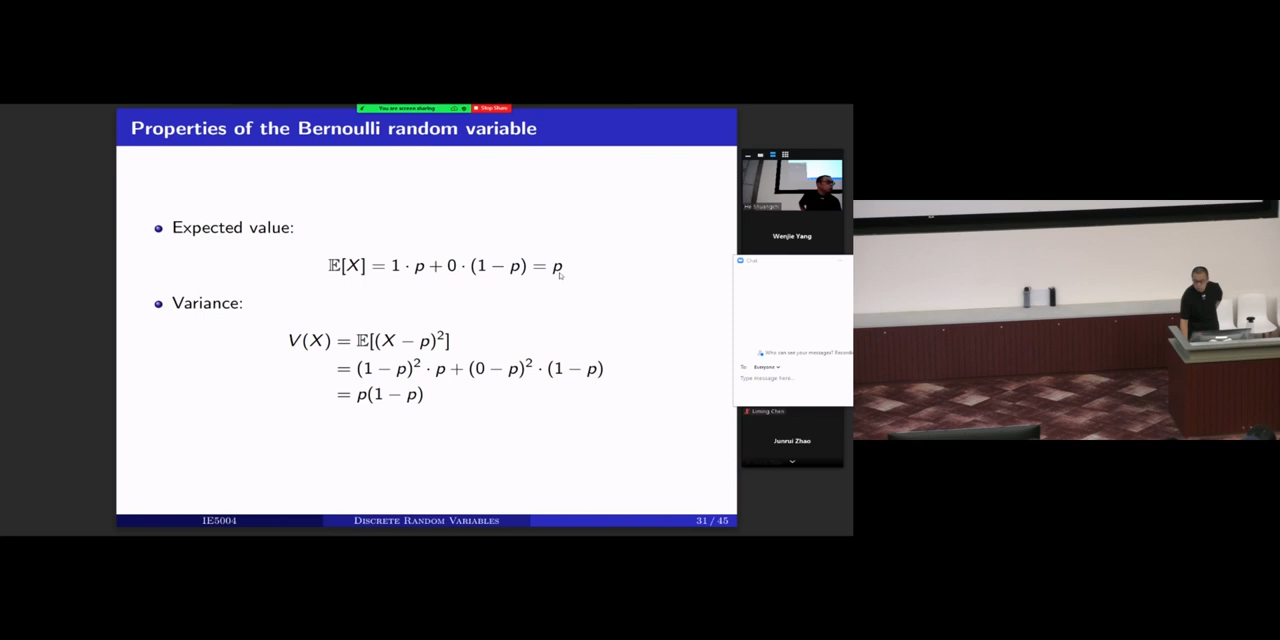 You are screen sharing
Stop Share
Properties of the Bernoulli random variable
Expected value:
𝔼[X] = 1 · p + 0 · (1 − p) = p
Variance:
V(X) = 𝔼[(X − p)²]
= (1 − p)² · p + (0 − p)² · (1 − p)
= p(1 − p)
IE5004
Discrete Random Variables
31 / 45
He Shuangchi
Wenjie Yang
Chat
Who can see your messages? Recordi
To: Everyone
Type message here...
Liming Chen
Junrui Zhao